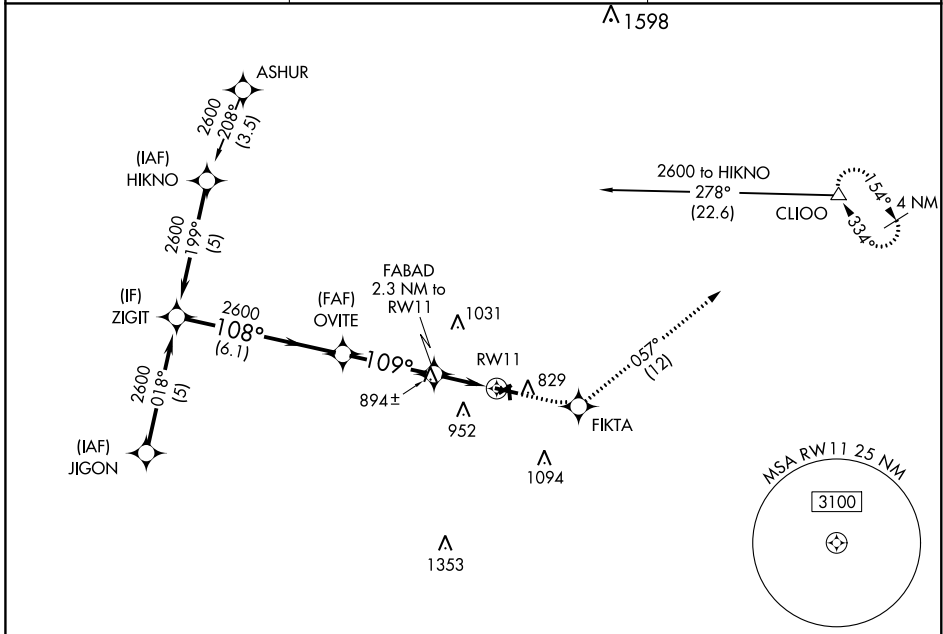 1598
ASHUR
2600
208°
(3.5)
(IAF)
HIKNO
2600 to HIKNO
278°
(22.6)
CLIOO
154°
4 NM
334°
2600
199°
(5)
FABAD
2.3 NM to
RW11
(IF)
ZIGIT
2600
108°
(6.1)
(FAF)
OVITE
1031
109°
RW11
829
057°
(12)
894±
952
FIKTA
2600
018°
(5)
(IAF)
JIGON
1094
MSA RW11 25 NM
3100
1353